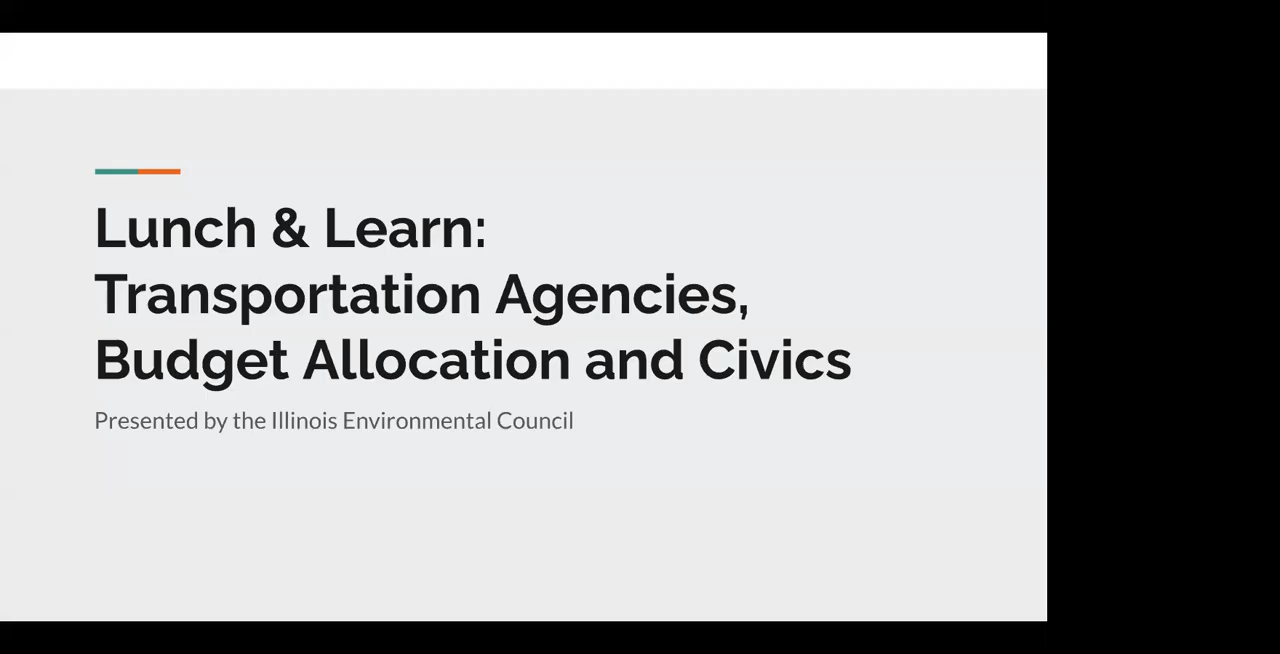 Lunch & Learn:
Transportation Agencies,
Budget Allocation and Civics
Presented by the Illinois Environmental Council